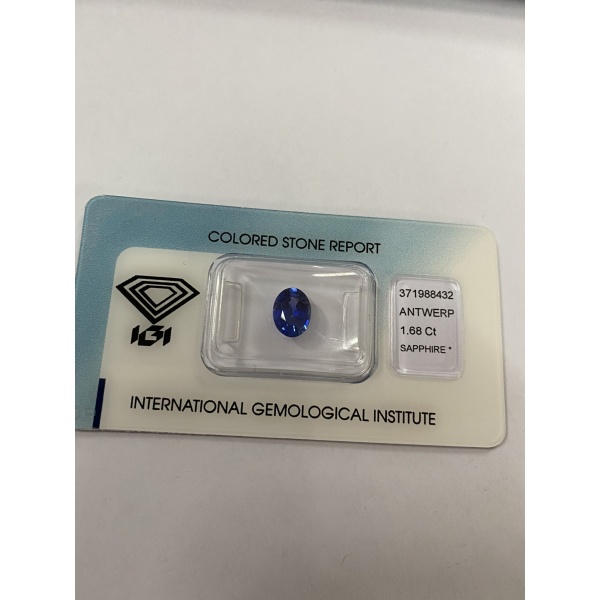 COLORED STONE REPORT
IGI
371988432
ANTWERP
1.68 Ct
SAPPHIRE *
INTERNATIONAL GEMOLOGICAL INSTITUTE